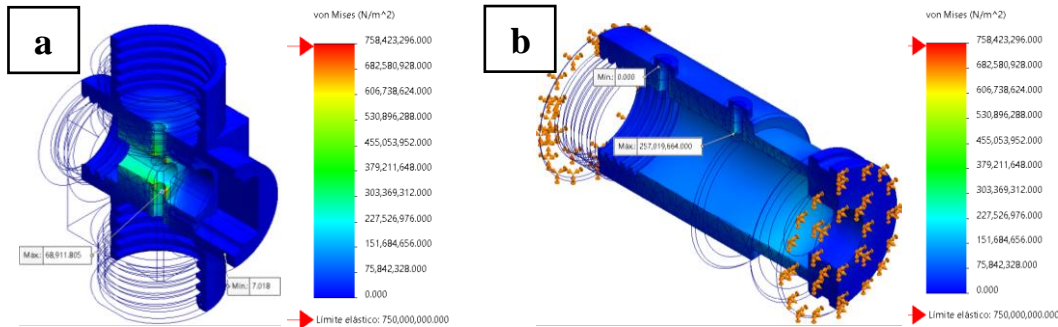 a
von Mises (N/m^2)
758,423,296.000
682,580,928.000
606,738,624.000
530,896,288.000
455,053,952.000
379,211,648.000
303,369,312.000
227,526,976.000
151,684,656.000
75,842,328.000
0.000
Límite elástico: 750,000,000.000
Máx.: 68,911.805
Mín.: 7.018
b
von Mises (N/m^2)
758,423,296.000
682,580,928.000
606,738,624.000
530,896,288.000
455,053,952.000
379,211,648.000
303,369,312.000
227,526,976.000
151,684,656.000
75,842,328.000
0.000
Límite elástico: 750,000,000.000
Mín.: 0.000
Máx.: 257,019,664.000